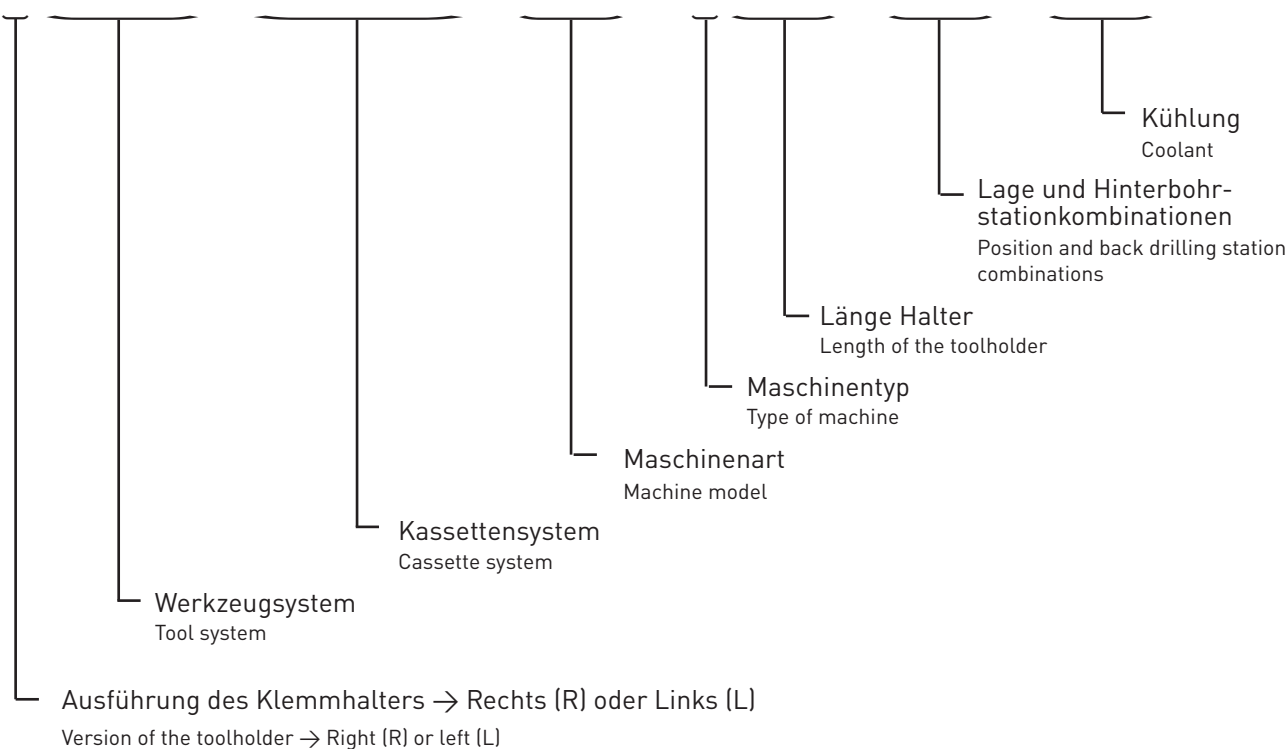 Kühlung
Coolant
Lage und Hinterbohr-
stationkombinationen
Position and back drilling station
combinations
Länge Halter
Length of the toolholder
Maschinentyp
Type of machine
Maschinenart
Machine model
Kassettensystem
Cassette system
Werkzeugsystem
Tool system
Ausführung des Klemmhalters → Rechts (R) oder Links (L)
Version of the toolholder → Right (R) or left (L)